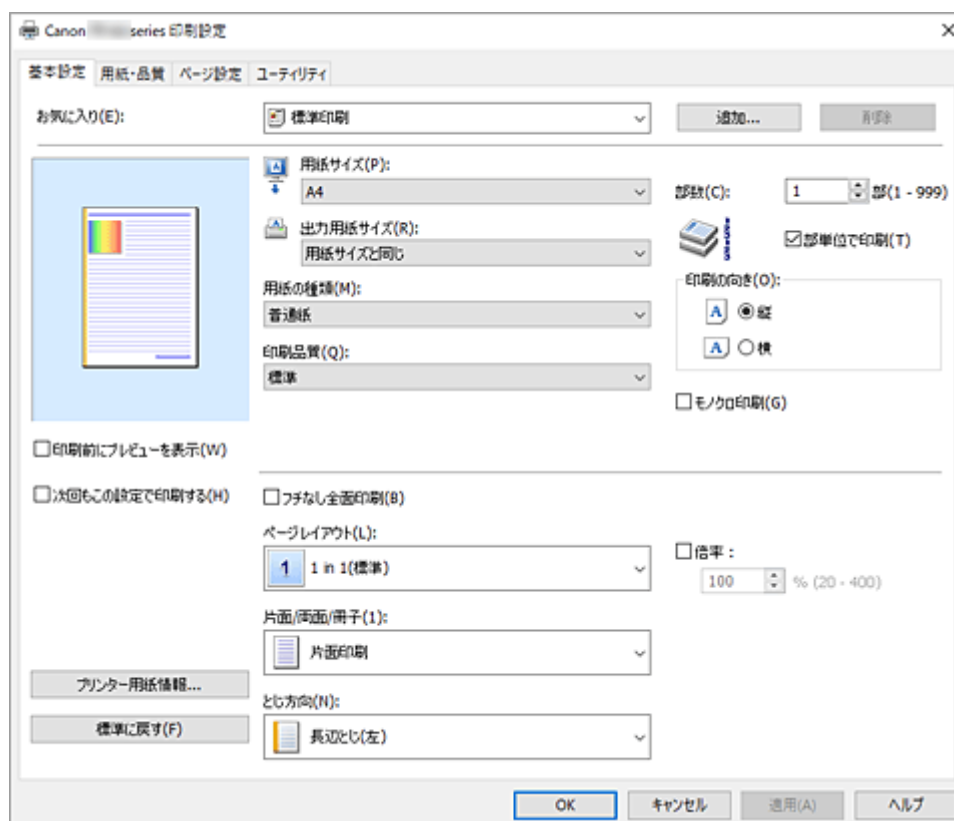 Canon series 印刷設定
基本設定 用紙・品質 ページ設定 ユーティリティ
お気に入り(E):
標準印刷
追加...
削除
用紙サイズ(P):
A4
部数(C):
1
部(1 - 999)
出力用紙サイズ(R):
用紙サイズと同じ
部単位で印刷(T)
用紙の種類(M):
普通紙
印刷の向き(O):
縦
横
印刷品質(Q):
標準
モノクロ印刷(G)
印刷前にプレビューを表示(W)
次回もこの設定で印刷する(H)
フチなし全面印刷(B)
ページレイアウト(L):
1
1 in 1(標準)
倍率：
100
% (20 - 400)
片面/両面/冊子(1):
片面印刷
プリンター用紙情報...
とじ方向(N):
標準に戻す(F)
長辺とじ(左)
OK
キャンセル
適用(A)
ヘルプ